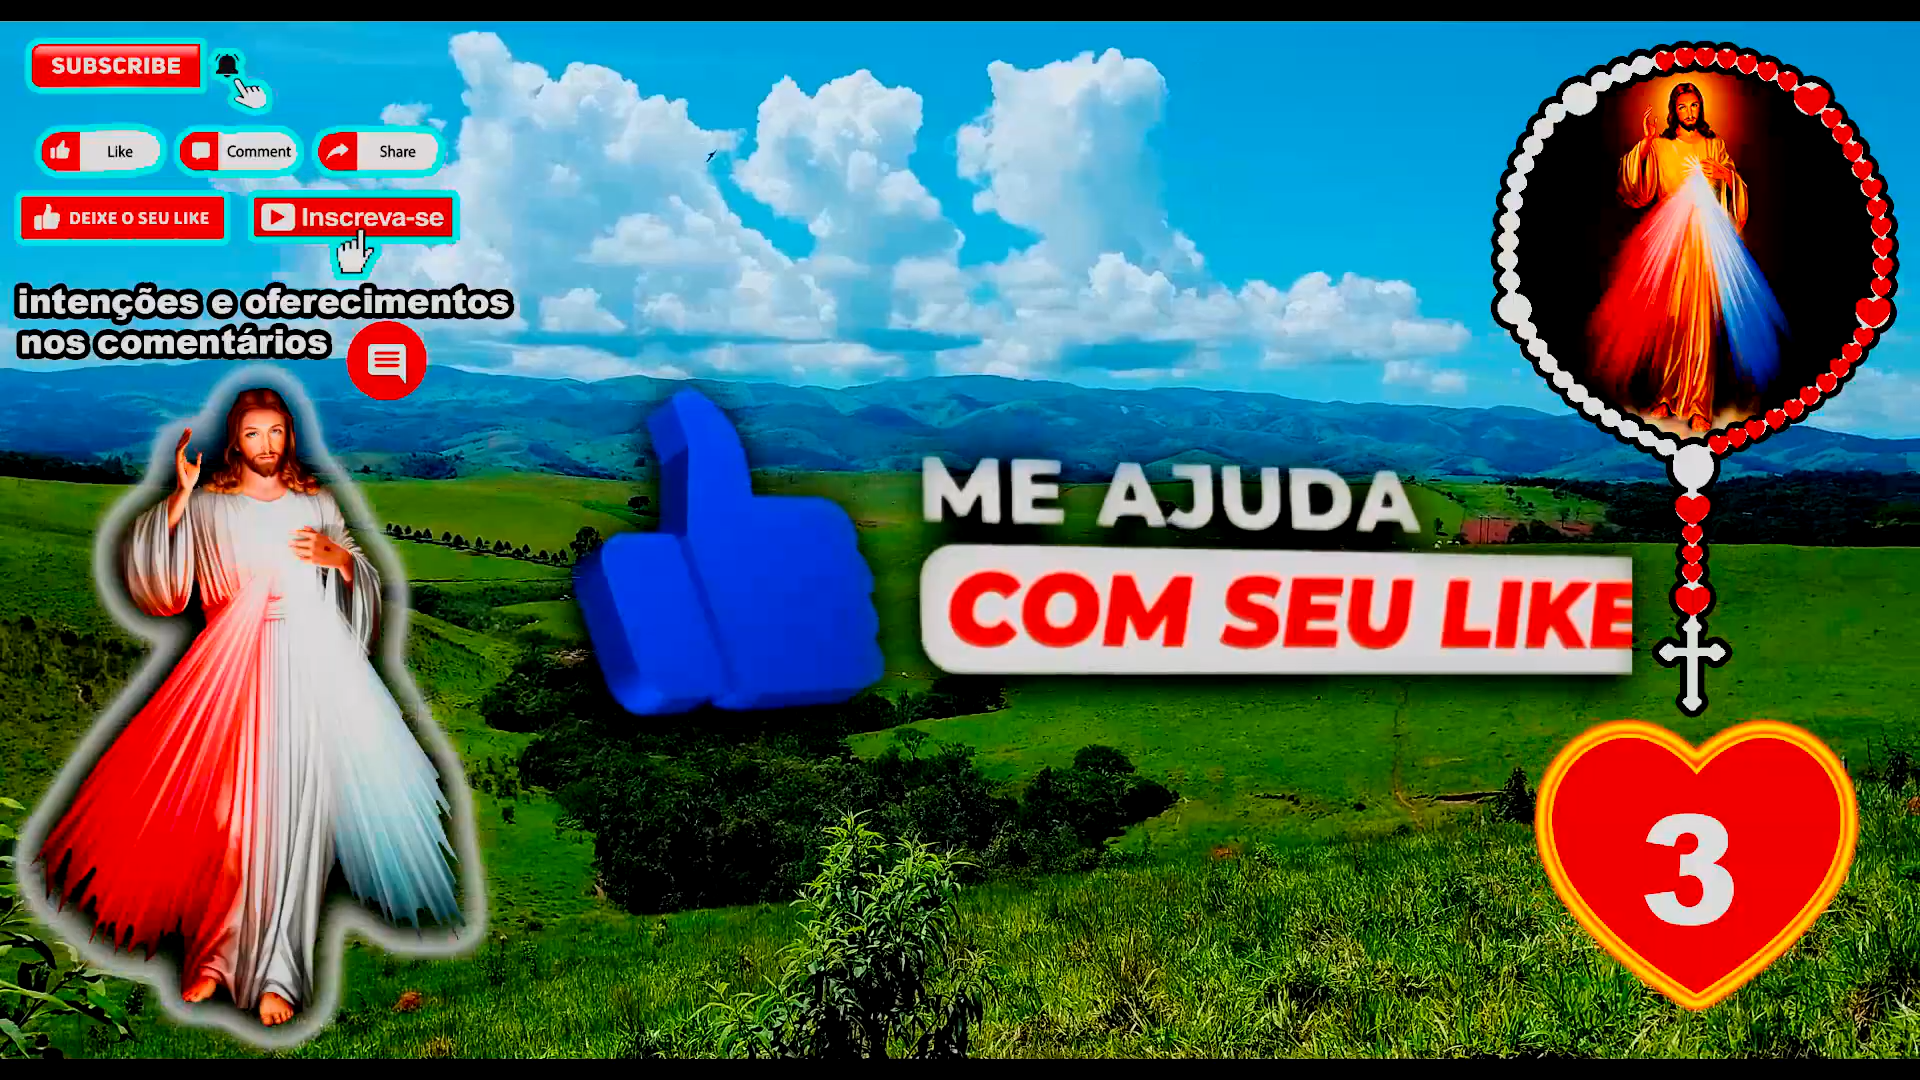 SUBSCRIBE
Like
Comment
Share
DEIXE O SEU LIKE
Inscreva-se
intenções e oferecimentos
nos comentários
ME AJUDA
COM SEU LIKE
3